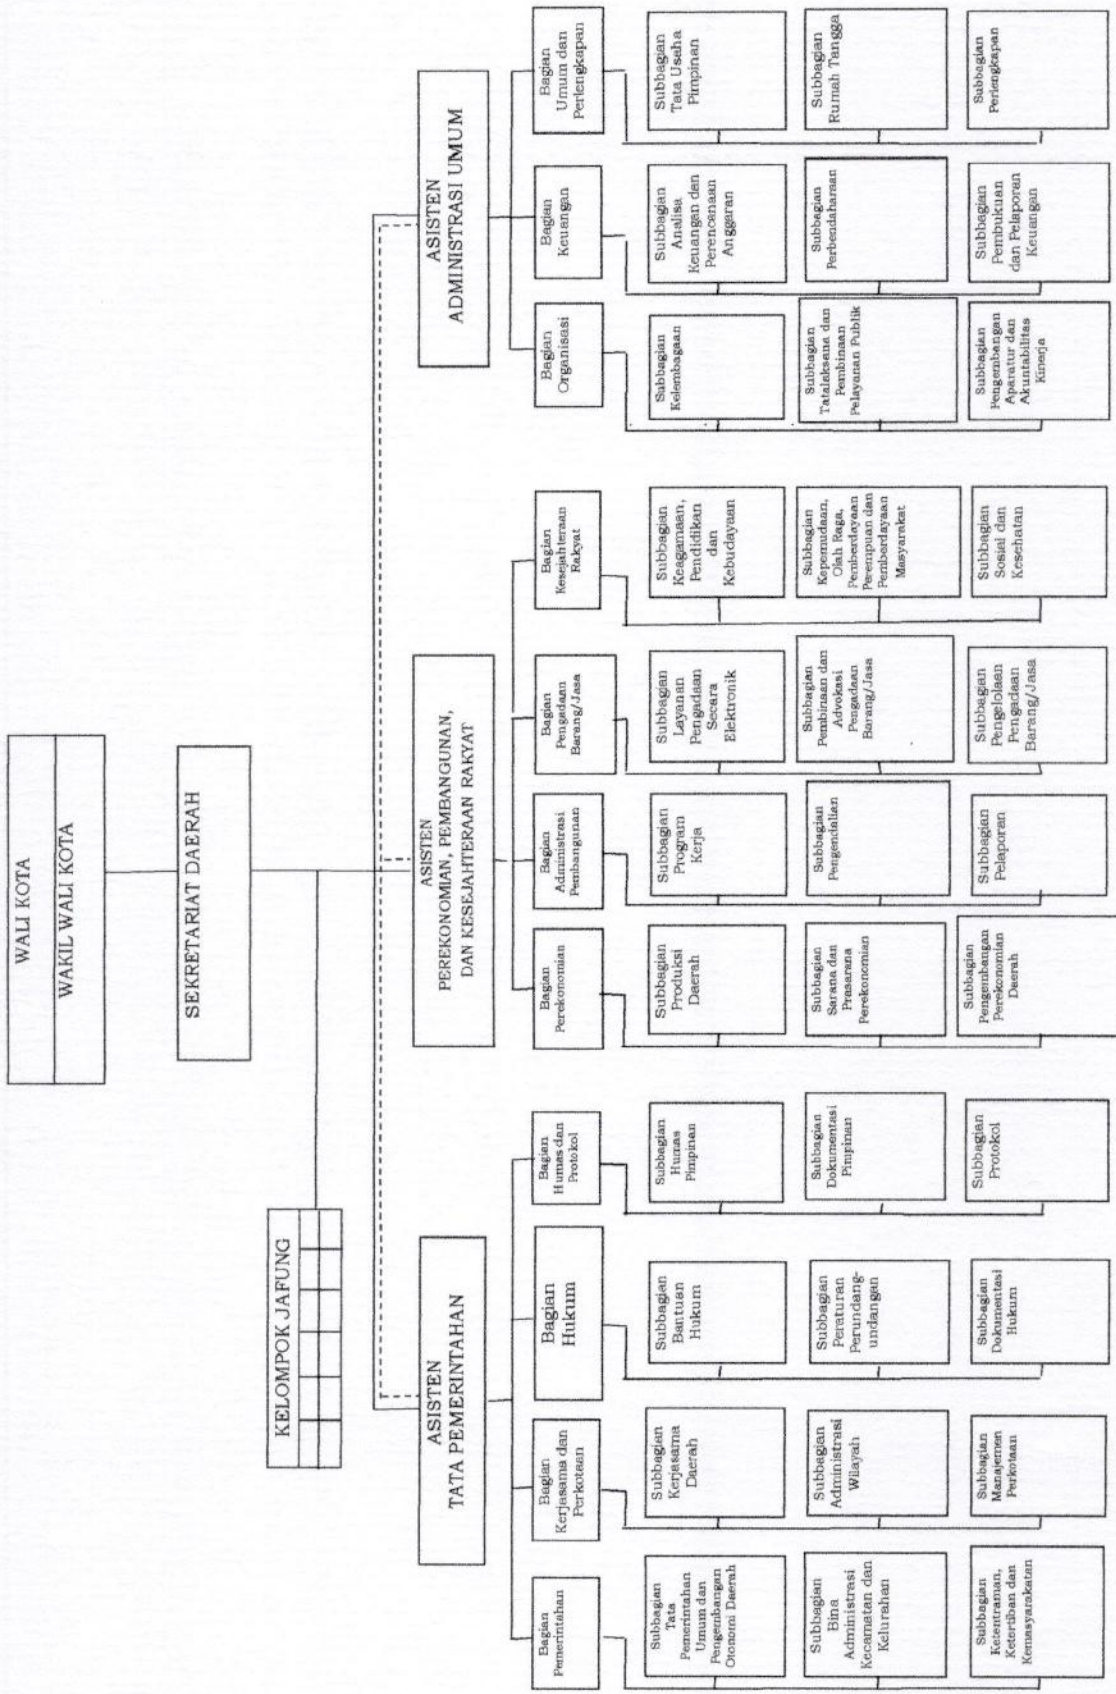 WALI KOTA
WAKIL WALI KOTA
SEKRETARIAT DAERAH
KELOMPOK JAFUNG
ASISTEN
TATA PEMERINTAHAN
ASISTEN
PEREKONOMIAN, PEMBANGUNAN,
DAN KESEJAHTERAAN RAKYAT
ASISTEN
ADMINISTRASI UMUM
Bagian
Pemerintahan
Bagian
Kerjasama dan
Perkotaan
Bagian
Hukum
Bagian
Humas dan
Protokol
Bagian
Perekonomian
Bagian
Administrasi
Pembangunan
Bagian
Pengadaan
Barang/Jasa
Bagian
Kesejahteraan
Rakyat
Bagian
Organisasi
Bagian
Keuangan
Bagian
Umum dan
Perlengkapan
Subbagian
Tata
Pemerintahan
Umum dan
Pengembangan
Otonomi Daerah
Subbagian
Kerjasama
Daerah
Subbagian
Bantuan
Hukum
Subbagian
Humas
Pimpinan
Subbagian
Produksi
Daerah
Subbagian
Program
Kerja
Subbagian
Layanan
Pengadaan
Secara
Elektronik
Subbagian
Keagamaan,
Pendidikan
dan
Kebudayaan
Subbagian
Kelembagaan
Subbagian
Analisa
Keuangan dan
Perencanaan
Anggaran
Subbagian
Tata Usaha
Pimpinan
Subbagian
Bina
Administrasi
Kecamatan dan
Kelurahan
Subbagian
Administrasi
Wilayah
Subbagian
Peraturan
Perundang-
undangan
Subbagian
Dokumentasi
Pimpinan
Subbagian
Sarana dan
Prasarana
Perekonomian
Subbagian
Pengendalian
Subbagian
Pembinaan dan
Advokasi
Pengadaan
Barang/Jasa
Subbagian
Kepemudaan,
Olah Raga,
Pemberdayaan
Perempuan dan
Pemberdayaan
Masyarakat
Subbagian
Tatalaksana dan
Pembinaan
Pelayanan Publik
Subbagian
Perbendaharaan
Subbagian
Rumah Tangga
Subbagian
Ketentraman,
Ketertiban dan
Kemasyarakatan
Subbagian
Manajemen
Perkotaan
Subbagian
Dokumentasi
Hukum
Subbagian
Protokol
Subbagian
Pengembangan
Perekonomian
Daerah
Subbagian
Pelaporan
Subbagian
Pengelolaan
Pengadaan
Barang/Jasa
Subbagian
Sosial dan
Kesehatan
Subbagian
Pengembangan
Aparatur dan
Akuntabilitas
Kinerja
Subbagian
Pembukuan
dan Pelaporan
Keuangan
Subbagian
Perlengkapan